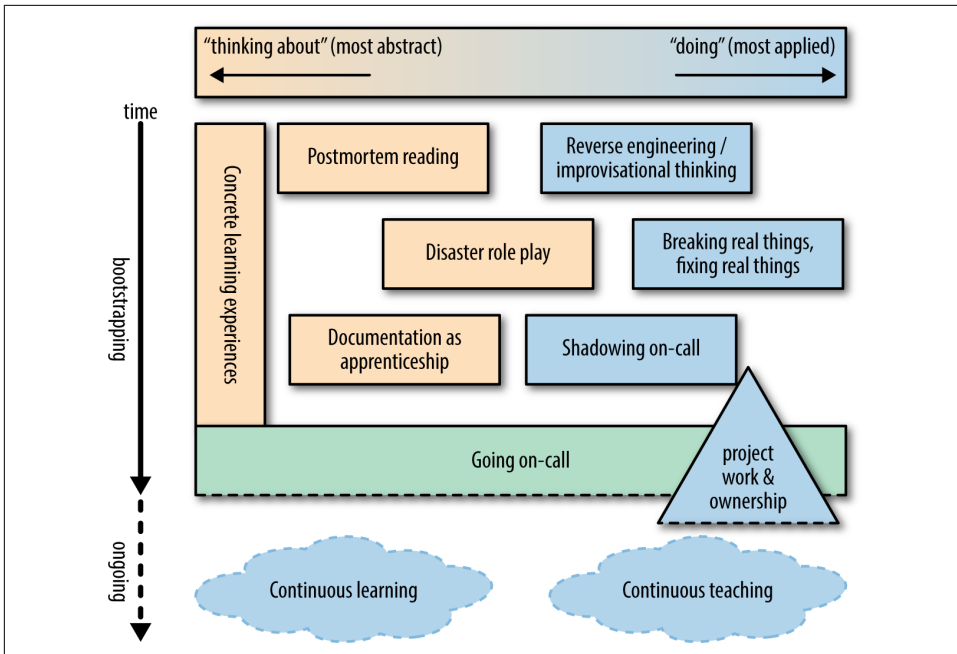 “thinking about” (most abstract)
“doing” (most applied)
time
bootstrapping
ongoing
Concrete learning experiences
Postmortem reading
Reverse engineering /
improvisational thinking
Disaster role play
Breaking real things,
fixing real things
Documentation as
apprenticeship
Shadowing on-call
Going on-call
project
work &
ownership
Continuous learning
Continuous teaching